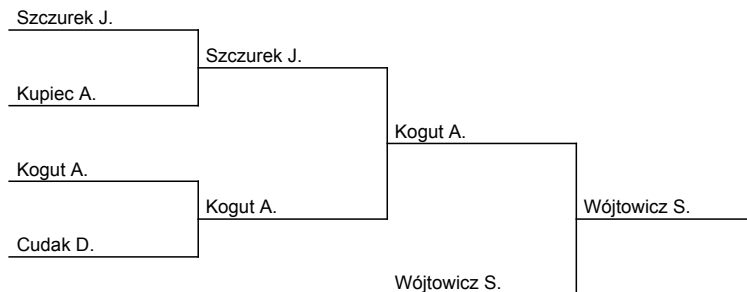 Szczurek J.
Szczurek J.
Kupiec A.
Kogut A.
Kogut A.
Kogut A.
Wójtowicz S.
Cudak D.
Wójtowicz S.